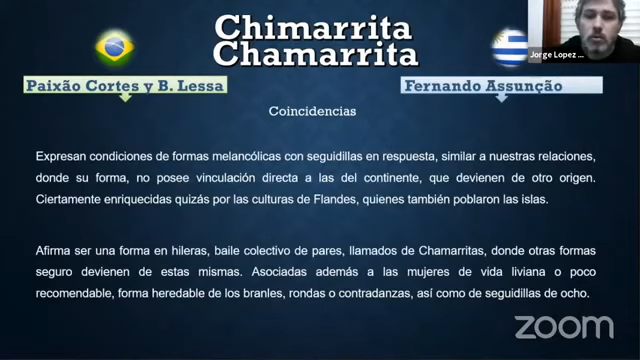 Chimarrita
Chamarrita
Jorge Lopez ...
Paixão Cortes y B. Lessa
Fernando Assunção
Coincidencias
Expresan condiciones de formas melancólicas con seguidillas en respuesta, similar a nuestras relaciones,
donde su forma, no posee vinculación directa a las del continente, que devienen de otro origen.
Ciertamente enriquecidas quizás por las culturas de Flandes, quienes también poblaron las islas.
Afirma ser una forma en hileras, baile colectivo de pares, llamados de Chamarritas, donde otras formas
seguro devienen de estas mismas. Asociadas además a las mujeres de vida liviana o poco
recomendable, forma heredable de los branles, rondas o contradanzas, así como de seguidillas de ocho.
zoom